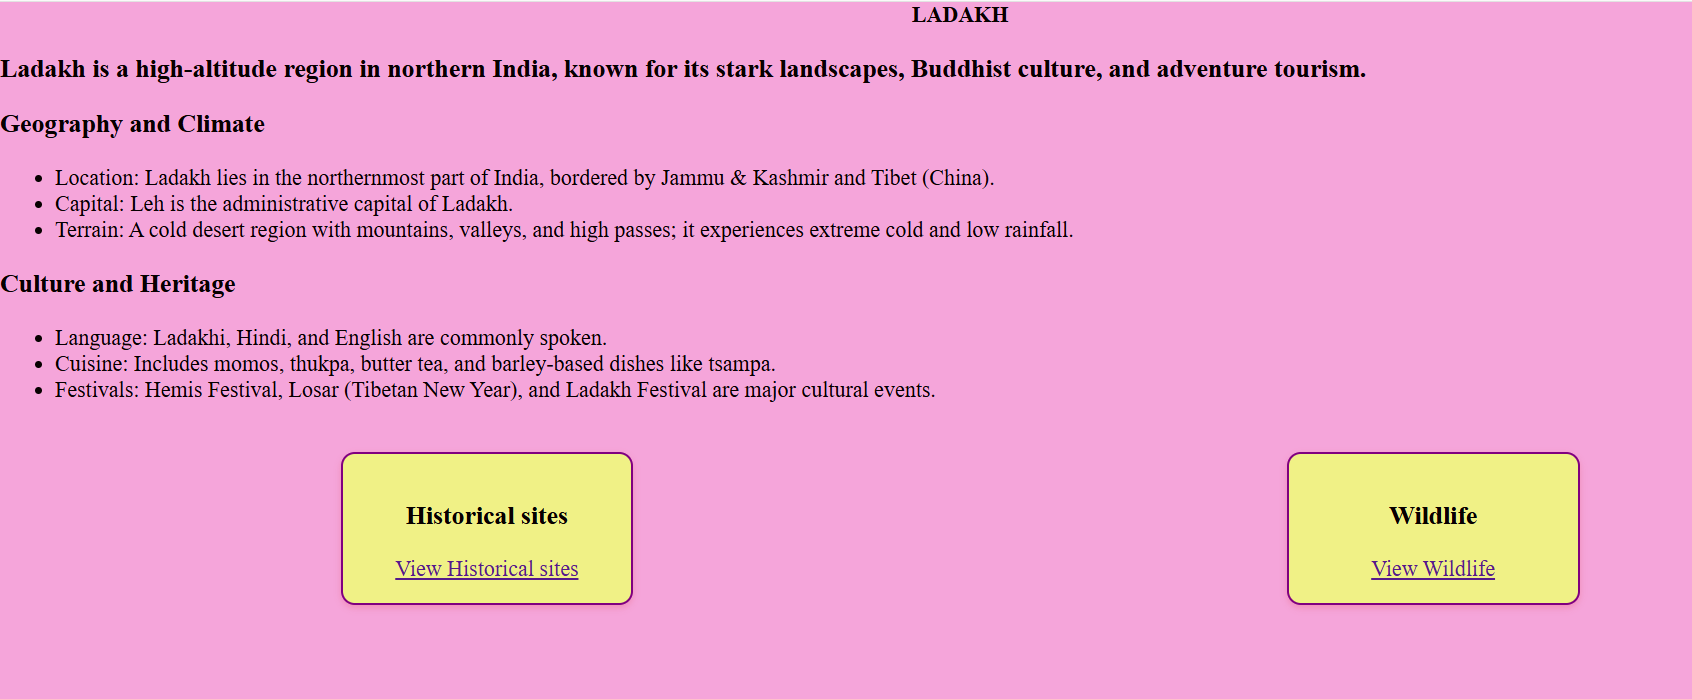 LADAKH
Ladakh is a high-altitude region in northern India, known for its stark landscapes, Buddhist culture, and adventure tourism.
Geography and Climate
• Location: Ladakh lies in the northernmost part of India, bordered by Jammu & Kashmir and Tibet (China).
• Capital: Leh is the administrative capital of Ladakh.
• Terrain: A cold desert region with mountains, valleys, and high passes; it experiences extreme cold and low rainfall.
Culture and Heritage
• Language: Ladakhi, Hindi, and English are commonly spoken.
• Cuisine: Includes momos, thukpa, butter tea, and barley-based dishes like tsampa.
• Festivals: Hemis Festival, Losar (Tibetan New Year), and Ladakh Festival are major cultural events.
Historical sites
View Historical sites
Wildlife
View Wildlife